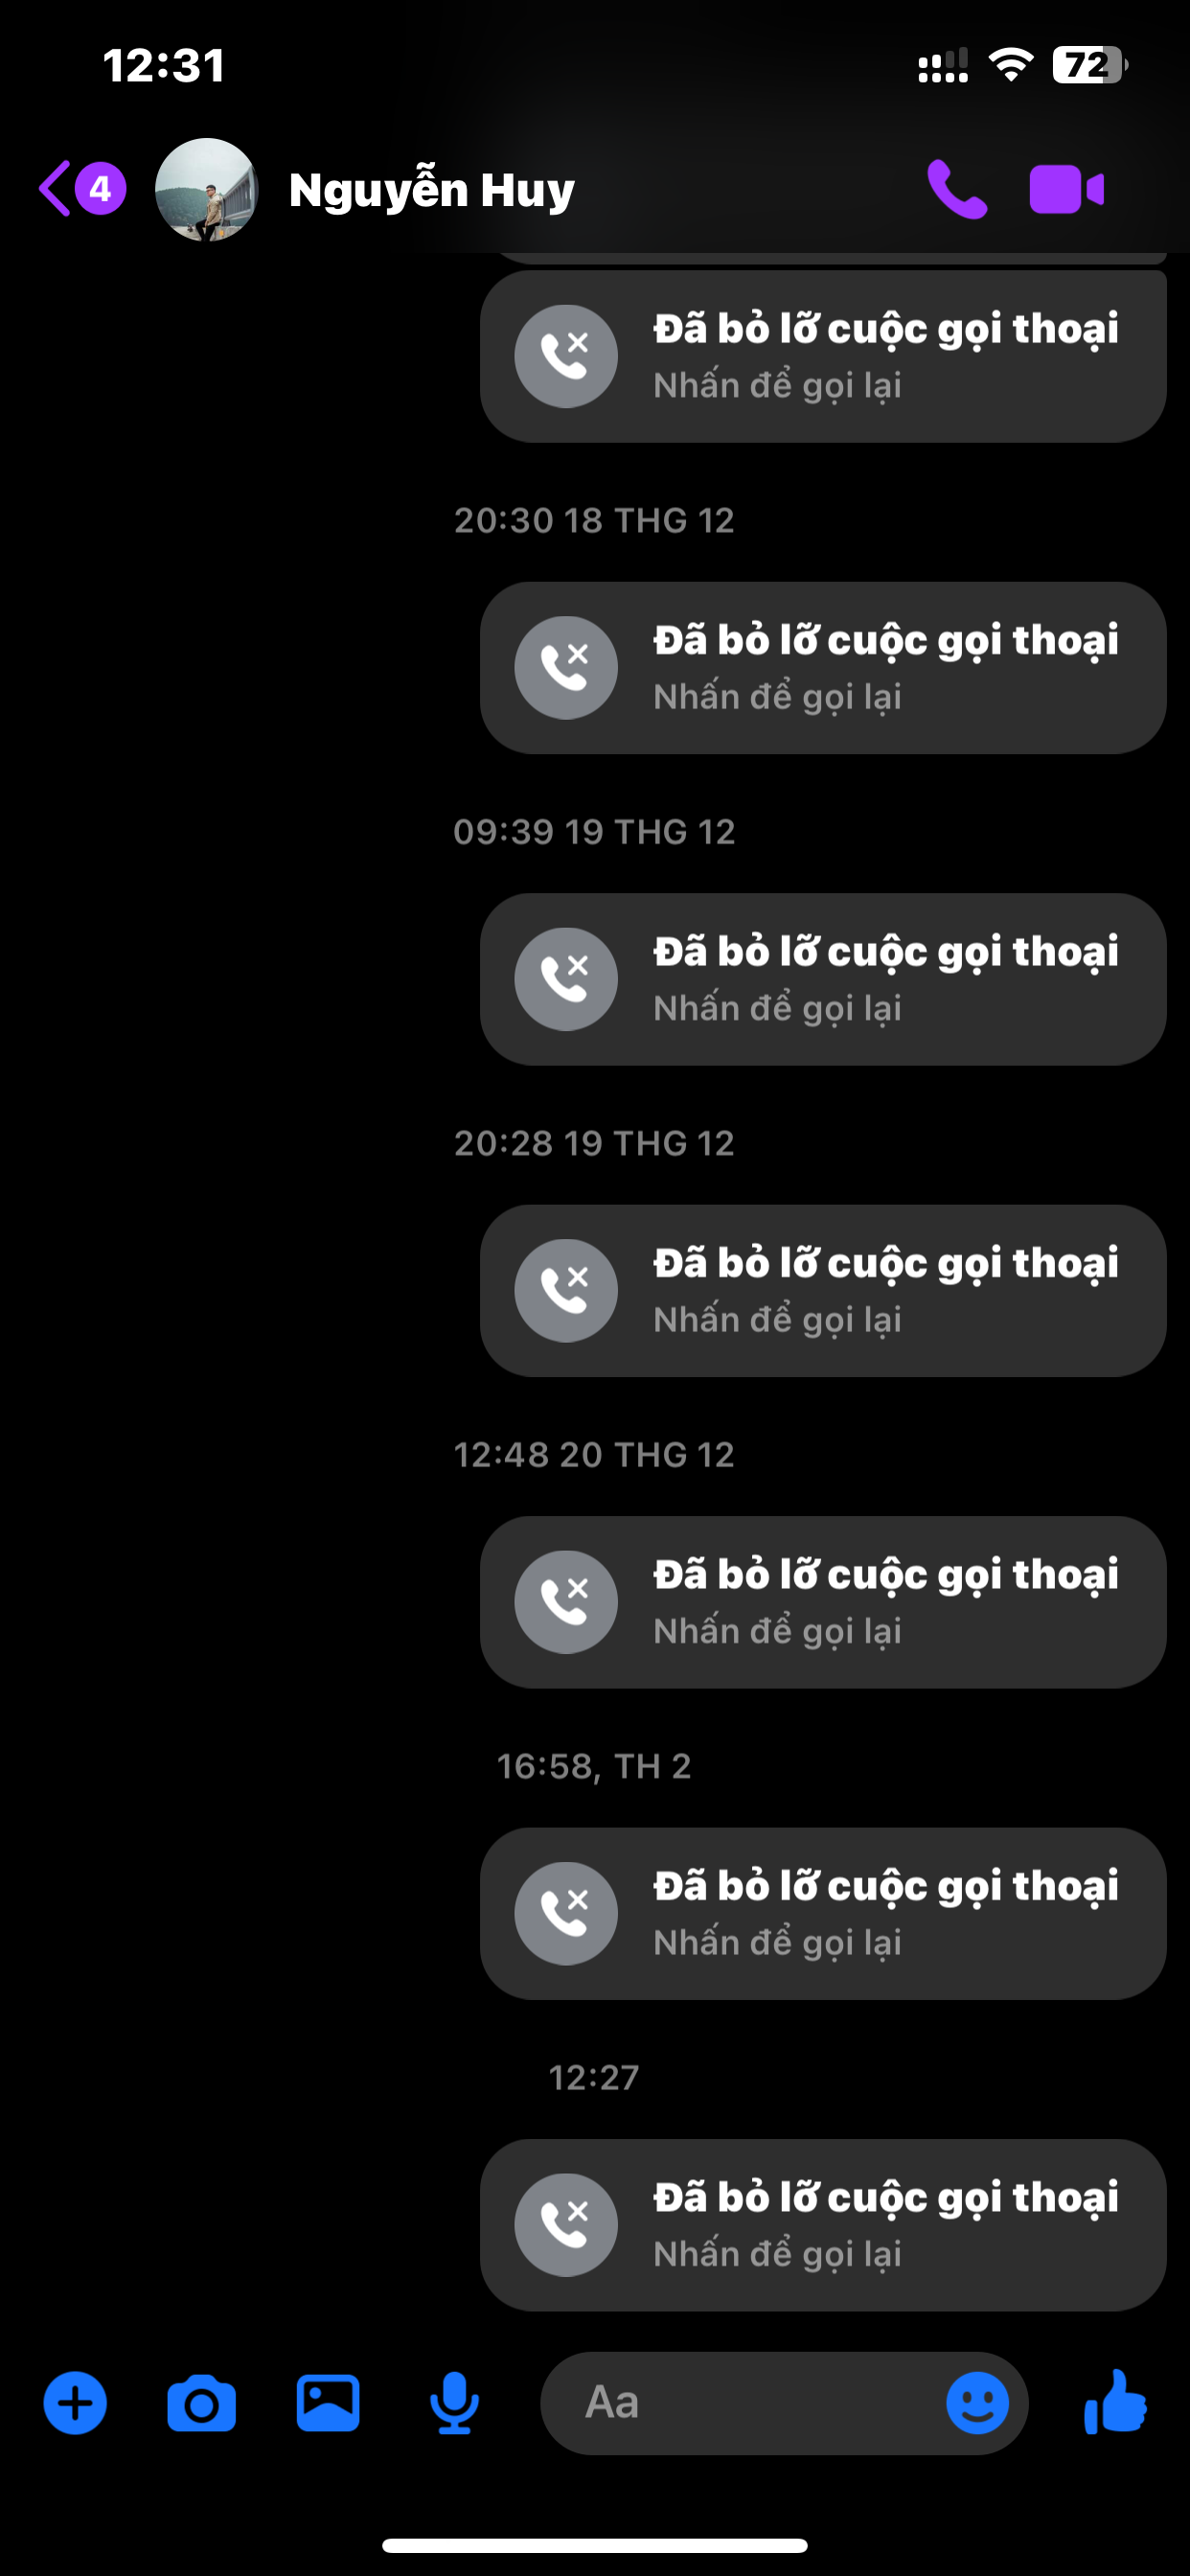 12:31
72
4
Nguyễn Huy
Đã bỏ lỡ cuộc gọi thoại
Nhấn để gọi lại
20:30 18 THG 12
Đã bỏ lỡ cuộc gọi thoại
Nhấn để gọi lại
09:39 19 THG 12
Đã bỏ lỡ cuộc gọi thoại
Nhấn để gọi lại
20:28 19 THG 12
Đã bỏ lỡ cuộc gọi thoại
Nhấn để gọi lại
12:48 20 THG 12
Đã bỏ lỡ cuộc gọi thoại
Nhấn để gọi lại
16:58, TH 2
Đã bỏ lỡ cuộc gọi thoại
Nhấn để gọi lại
12:27
Đã bỏ lỡ cuộc gọi thoại
Nhấn để gọi lại
Aa